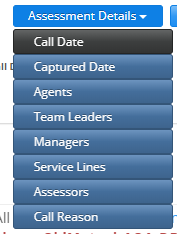 Assessment Details
Call Date
Captured Date
Agents
Team Leaders
Managers
Service Lines
Assessors
Call Reason